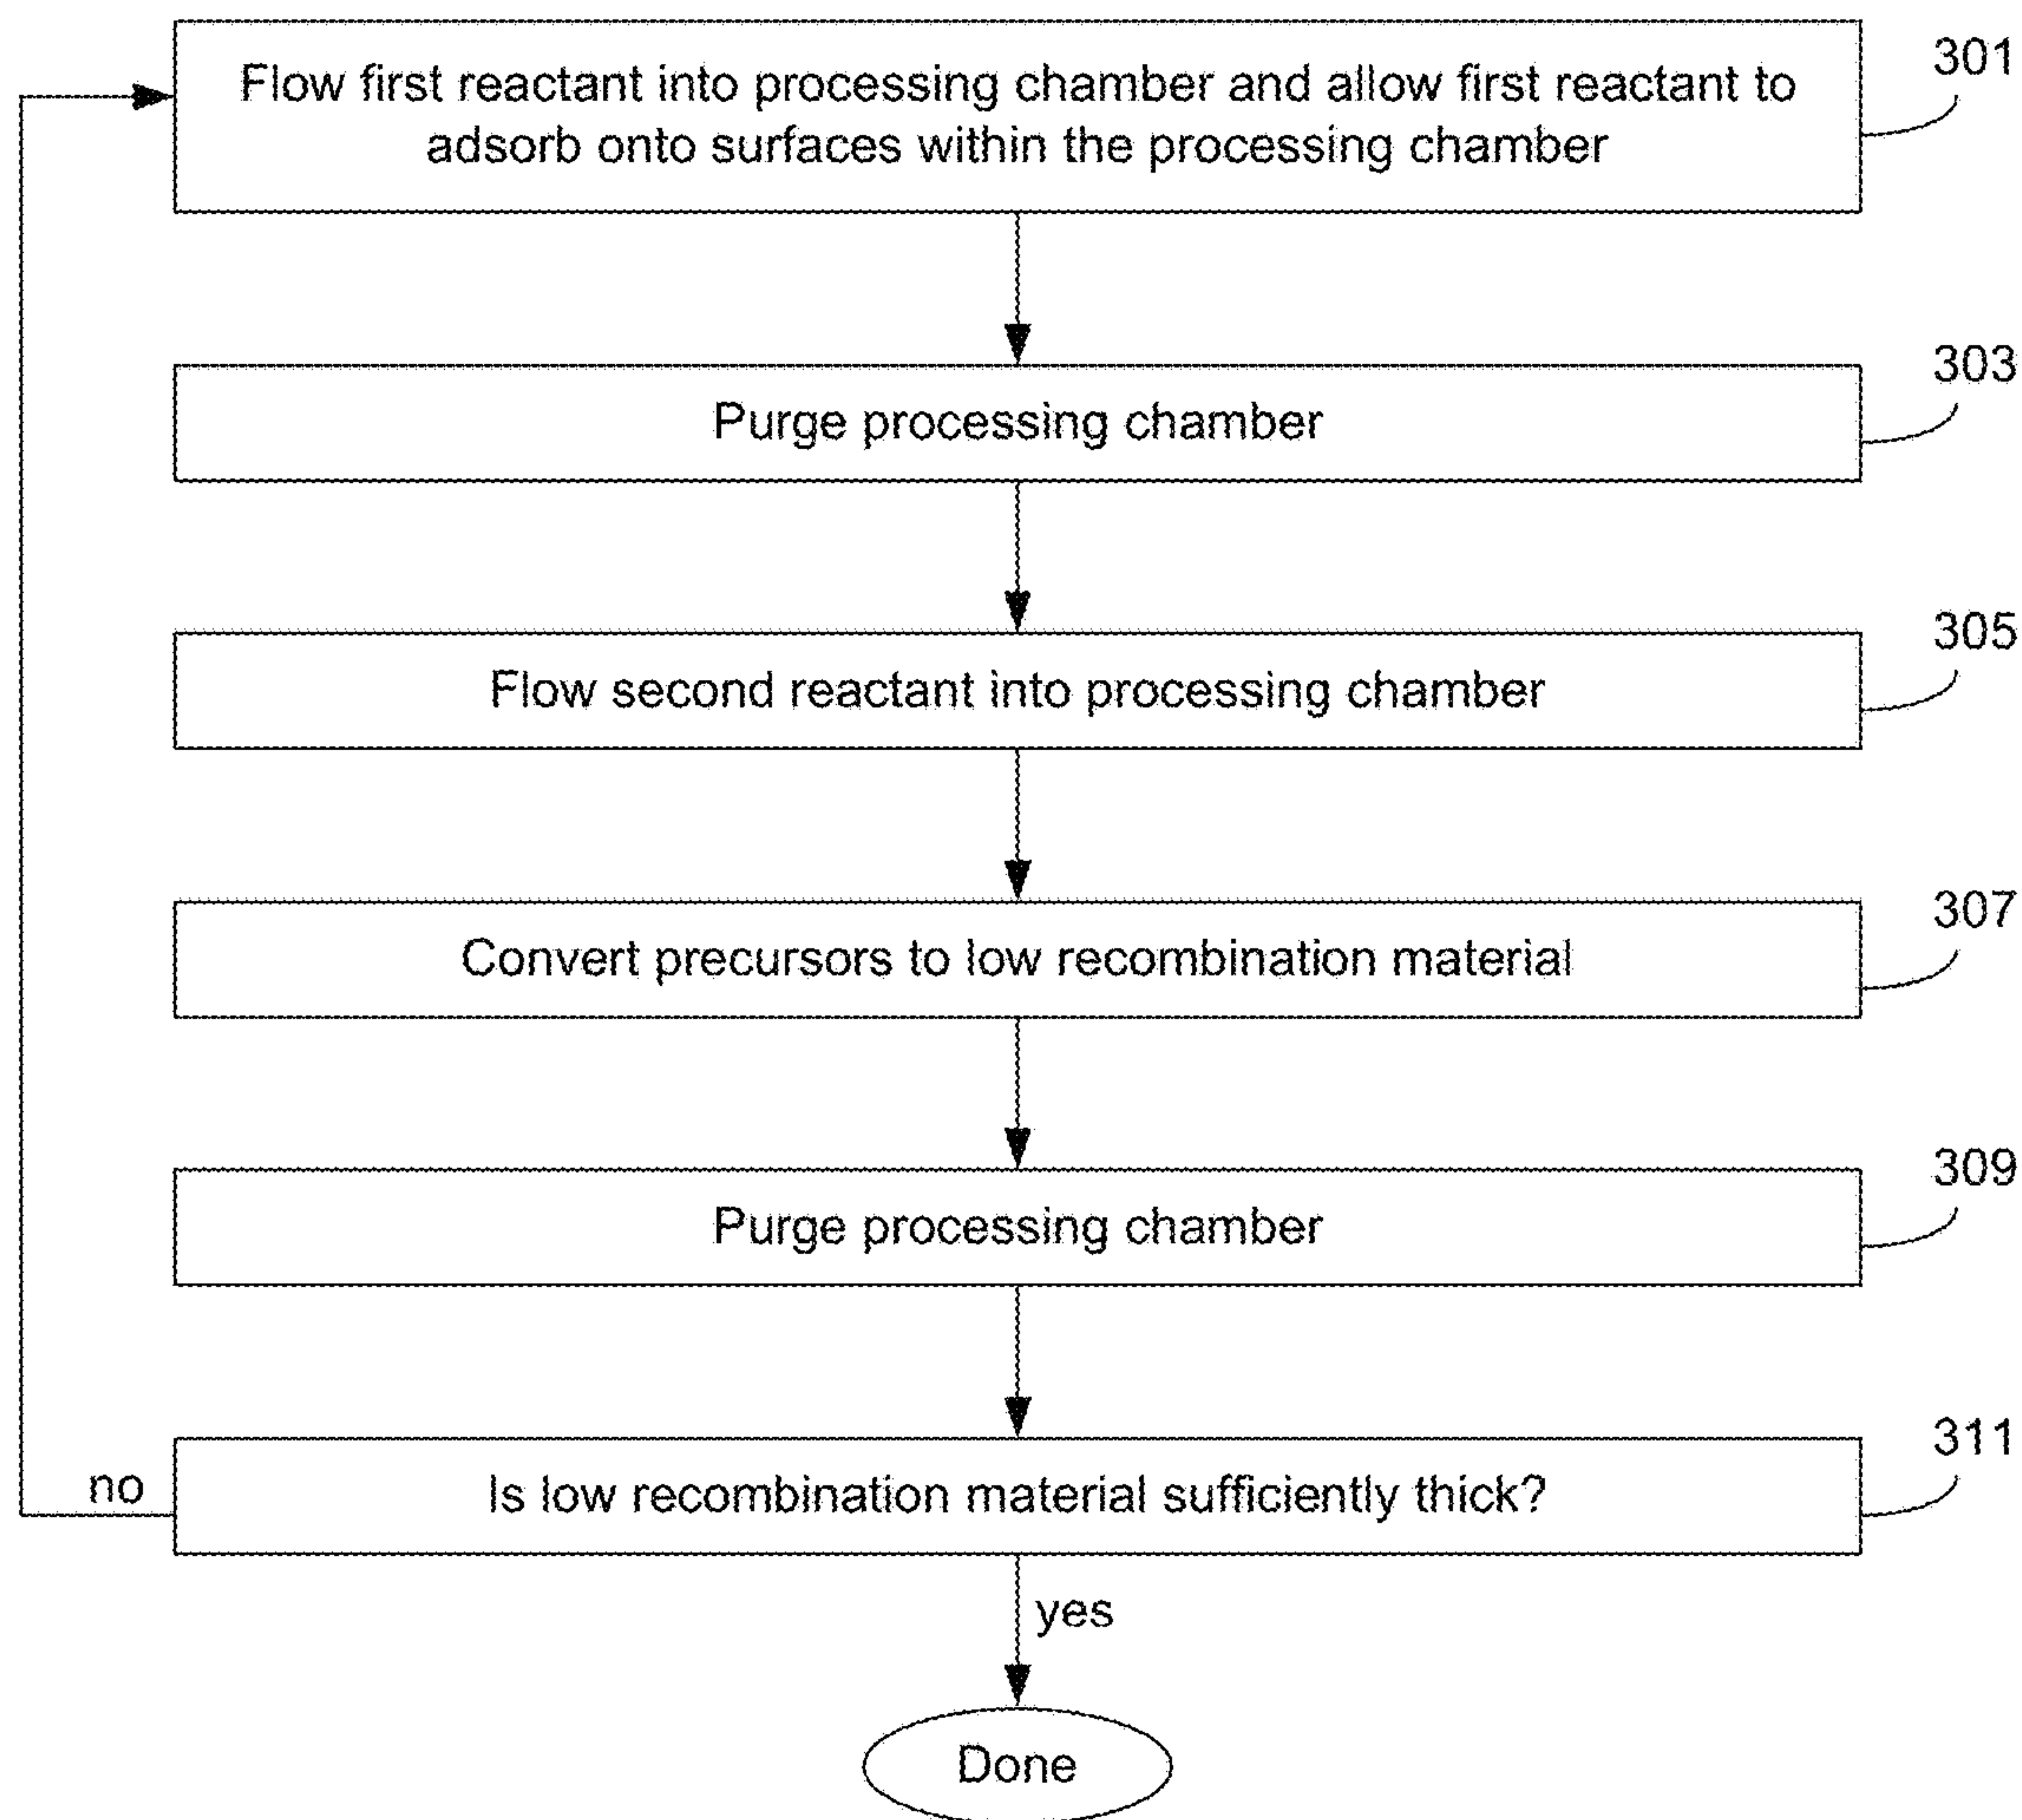 Flow first reactant into processing chamber and allow first reactant to
adsorb onto surfaces within the processing chamber
301
Purge processing chamber
303
Flow second reactant into processing chamber
305
Convert precursors to low recombination material
307
Purge processing chamber
309
Is low recombination material sufficiently thick?
311
no
yes
Done